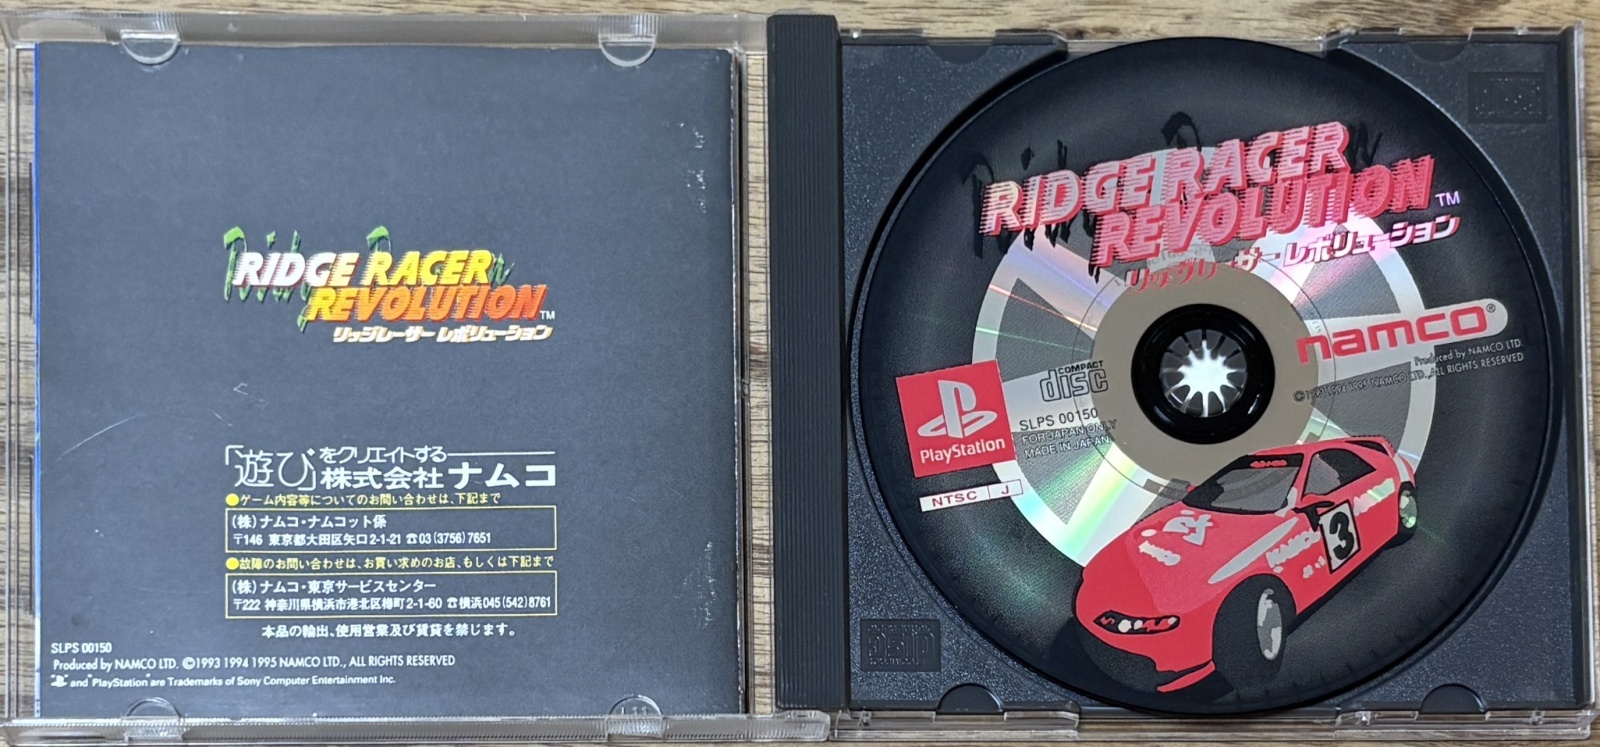 RIDGE RACER
REVOLUTION™
リッジレーサー レボリューション
「遊び」をクリエイトする
株式会社ナムコ
●ゲーム内容等についてのお問い合わせは、下記まで
(株)ナムコ・ナムコット係
〒146 東京都大田区矢口2-1-21 ☎03(3756)7651
●故障のお問い合わせは、お買い求めのお店、もしくは下記まで
(株)ナムコ・東京サービスセンター
〒222 神奈川県横浜市港北区樽町2-1-60 ☎横浜045(542)8761
本品の輸出、使用営業及び賃貸を禁じます。
SLPS 00150
Produced by NAMCO LTD. ©1993 1994 1995 NAMCO LTD., ALL RIGHTS RESERVED
"PS" and "PlayStation" are Trademarks of Sony Computer Entertainment Inc.
RIDGE RACER
REVOLUTION™
リッジレーサー レボリューション
namco®
Produced by NAMCO LTD.
©1993 1994 1995 NAMCO LTD., ALL RIGHTS RESERVED
COMPACT
disc
SLPS 00150
FOR JAPAN ONLY
MADE IN JAPAN
PlayStation
NTSC J
NAMCO
3